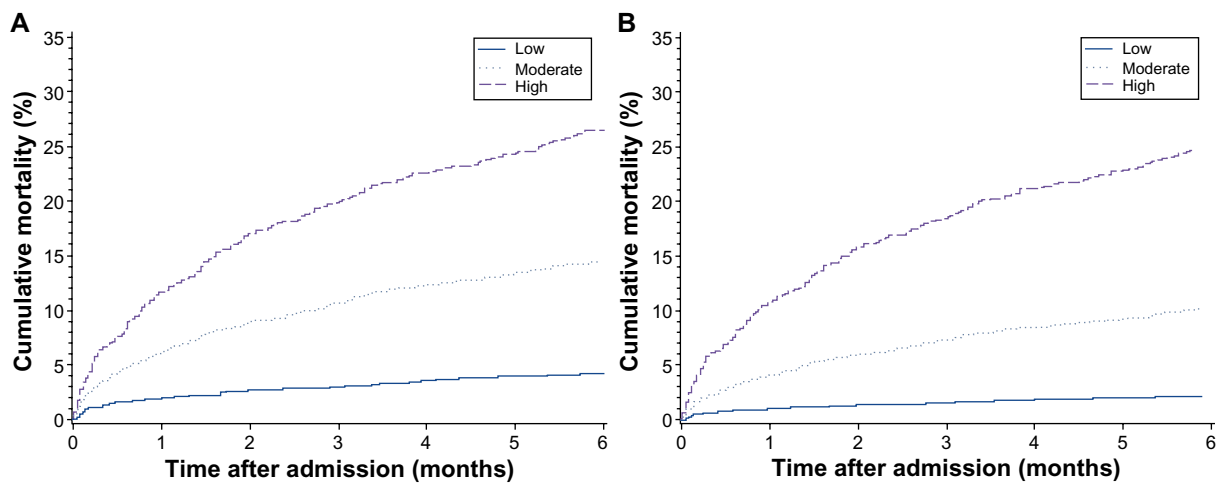 A
Cumulative mortality (%)
35
30
25
20
15
10
5
0
Low
Moderate
High
0 1 2 3 4 5 6
Time after admission (months)
B
Cumulative mortality (%)
35
30
25
20
15
10
5
0
Low
Moderate
High
0 1 2 3 4 5 6
Time after admission (months)